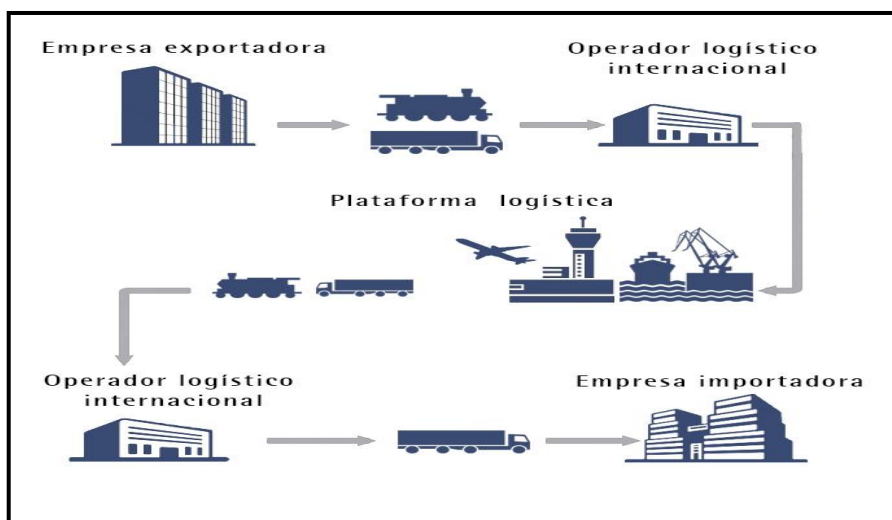 Empresa exportadora
Operador logístico
internacional
Plataforma logística
Operador logístico
internacional
Empresa importadora